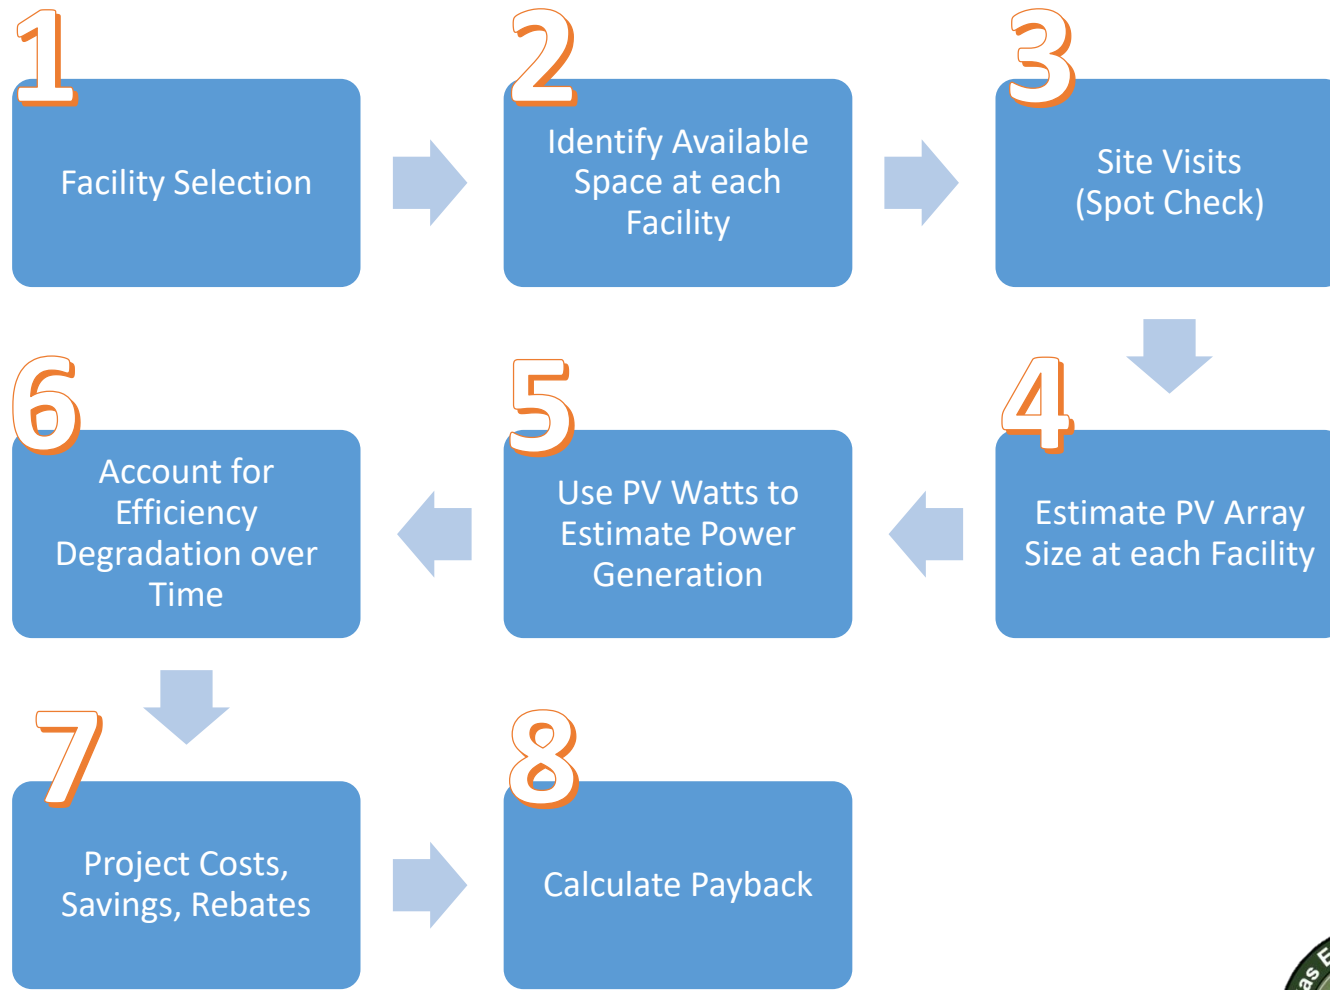 1
Facility Selection
2
Identify Available
Space at each
Facility
3
Site Visits
(Spot Check)
4
Estimate PV Array
Size at each Facility
5
Use PV Watts to
Estimate Power
Generation
6
Account for
Efficiency
Degradation over
Time
7
Project Costs,
Savings, Rebates
8
Calculate Payback
as E